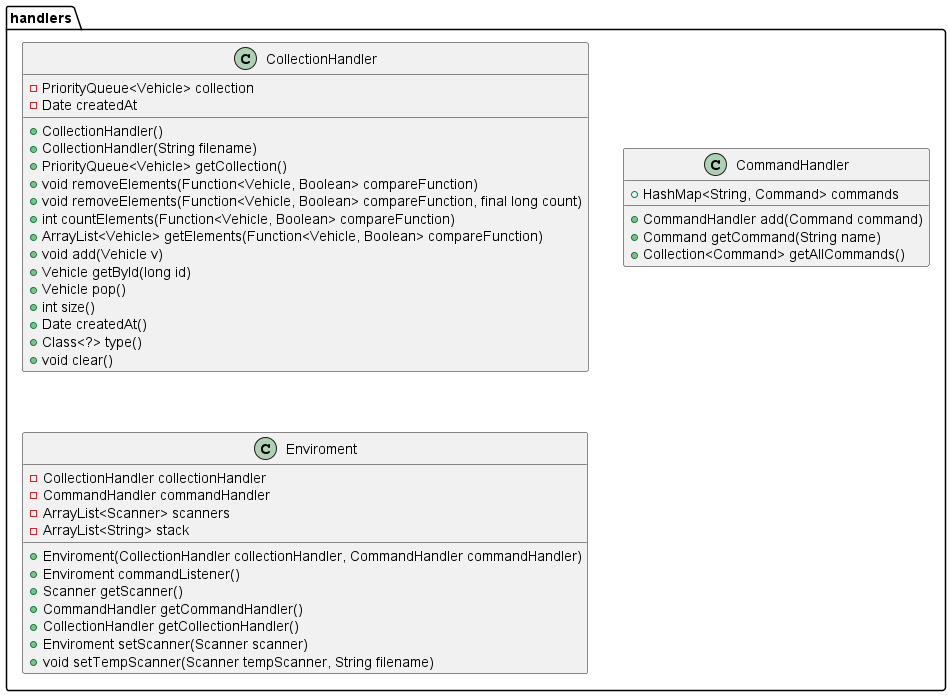 handlers
C CollectionHandler
PriorityQueue<Vehicle> collection
Date createdAt
CollectionHandler()
CollectionHandler(String filename)
PriorityQueue<Vehicle> getCollection()
void removeElements(Function<Vehicle, Boolean> compareFunction)
void removeElements(Function<Vehicle, Boolean> compareFunction, final long count)
int countElements(Function<Vehicle, Boolean> compareFunction)
ArrayList<Vehicle> getElements(Function<Vehicle, Boolean> compareFunction)
void add(Vehicle v)
Vehicle getById(long id)
Vehicle pop()
int size()
Date createdAt()
Class<?> type()
void clear()
C CommandHandler
HashMap<String, Command> commands
CommandHandler add(Command command)
Command getCommand(String name)
Collection<Command> getAllCommands()
C Enviroment
CollectionHandler collectionHandler
CommandHandler commandHandler
ArrayList<Scanner> scanners
ArrayList<String> stack
Enviroment(CollectionHandler collectionHandler, CommandHandler commandHandler)
Enviroment commandListener()
Scanner getScanner()
CommandHandler getCommandHandler()
CollectionHandler getCollectionHandler()
Enviroment setScanner(Scanner scanner)
void setTempScanner(Scanner tempScanner, String filename)